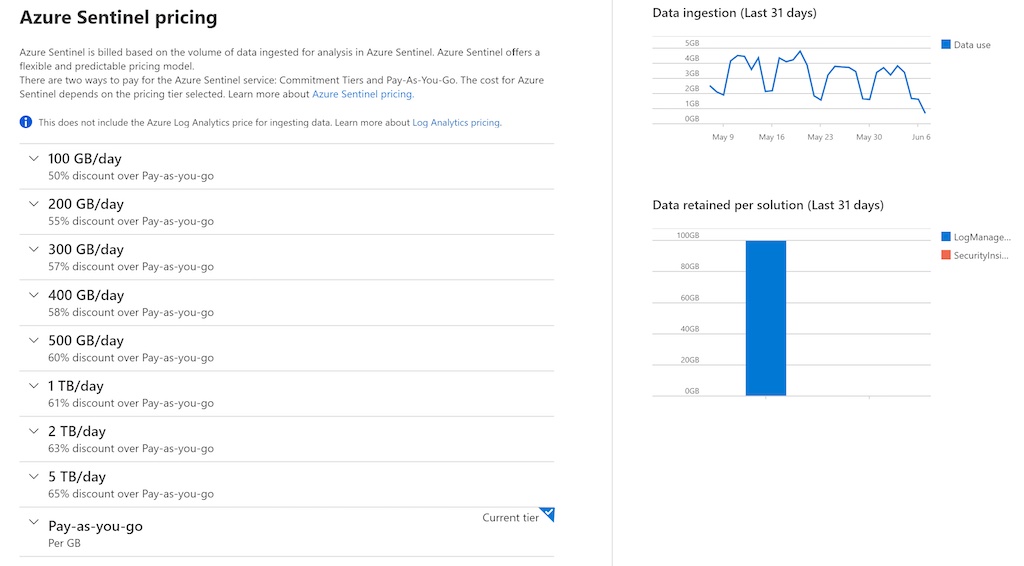 Azure Sentinel pricing
Azure Sentinel is billed based on the volume of data ingested for analysis in Azure Sentinel. Azure Sentinel offers a
flexible and predictable pricing model.
There are two ways to pay for the Azure Sentinel service: Commitment Tiers and Pay-As-You-Go. The cost for Azure
Sentinel depends on the pricing tier selected. Learn more about Azure Sentinel pricing.
This does not include the Azure Log Analytics price for ingesting data. Learn more about Log Analytics pricing.
100 GB/day
50% discount over Pay-as-you-go
200 GB/day
55% discount over Pay-as-you-go
300 GB/day
57% discount over Pay-as-you-go
400 GB/day
58% discount over Pay-as-you-go
500 GB/day
60% discount over Pay-as-you-go
1 TB/day
61% discount over Pay-as-you-go
2 TB/day
63% discount over Pay-as-you-go
5 TB/day
65% discount over Pay-as-you-go
Pay-as-you-go
Per GB
Current tier
Data ingestion (Last 31 days)
5GB
4GB
3GB
2GB
1GB
0GB
May 9 May 16 May 23 May 30 Jun 6
Data use
Data retained per solution (Last 31 days)
100GB
80GB
60GB
40GB
20GB
0GB
LogManage...
SecurityInsi...